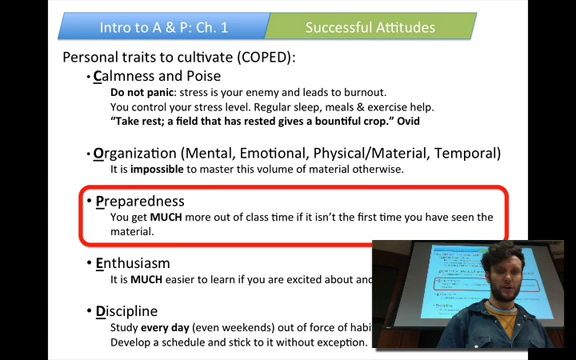 Intro to A & P: Ch. 1
Successful Attitudes
Personal traits to cultivate (COPED):
• Calmness and Poise
Do not panic: stress is your enemy and leads to burnout.
You control your stress level. Regular sleep, meals & exercise help.
"Take rest; a field that has rested gives a bountiful crop." Ovid
• Organization (Mental, Emotional, Physical/Material, Temporal)
It is impossible to master this volume of material otherwise.
• Preparedness
You get MUCH more out of class time if it isn't the first time you have seen the
material.
• Enthusiasm
It is MUCH easier to learn if you are excited about and
• Discipline
Study every day (even weekends) out of force of
Develop a schedule and stick to it without exception.